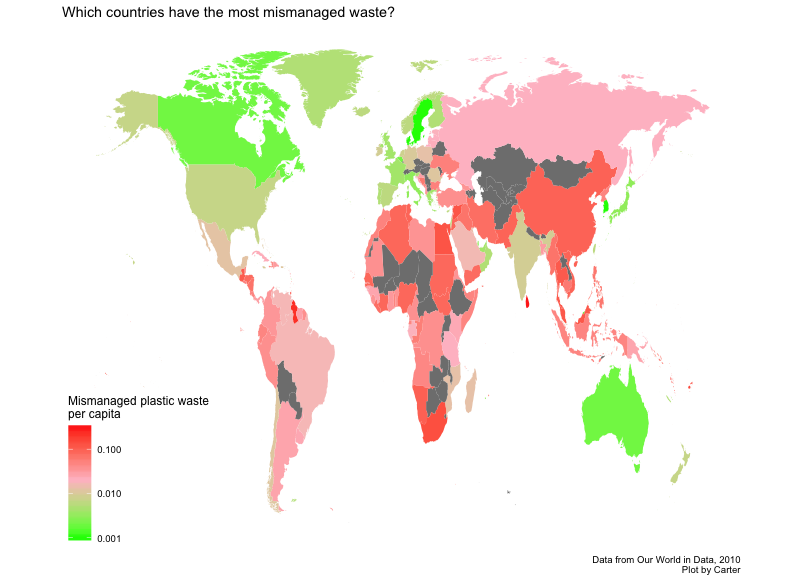 Which countries have the most mismanaged waste?
Mismanaged plastic waste
per capita
0.100
0.010
0.001
Data from Our World in Data, 2010
Plot by Carter